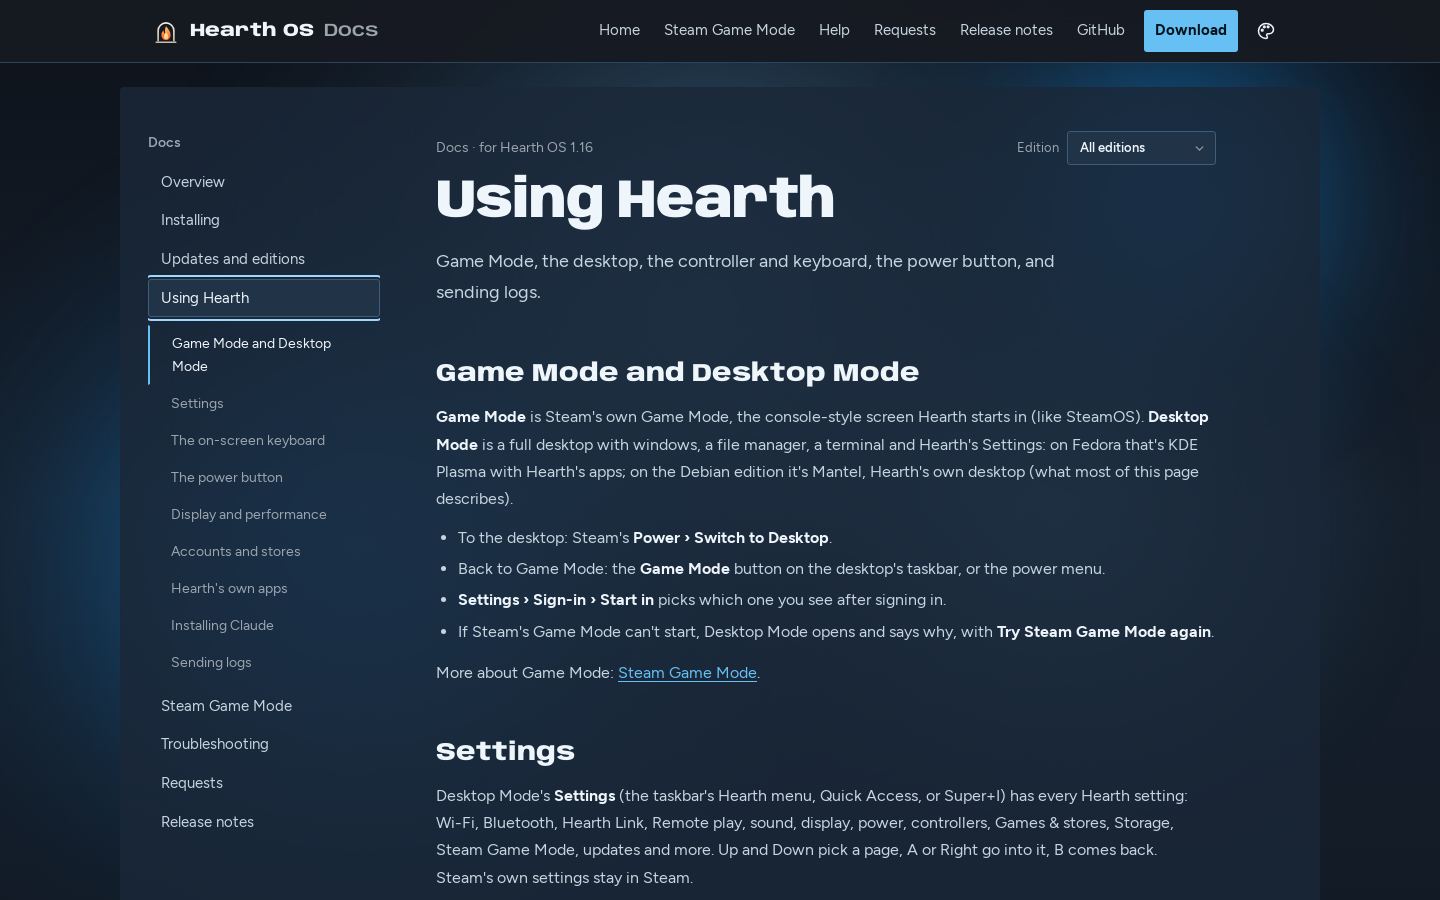 Hearth OS Docs
Home
Steam Game Mode
Help
Requests
Release notes
GitHub
Download
Docs
Overview
Installing
Updates and editions
Using Hearth
Game Mode and Desktop
Mode
Settings
The on-screen keyboard
The power button
Display and performance
Accounts and stores
Hearth's own apps
Installing Claude
Sending logs
Steam Game Mode
Troubleshooting
Requests
Release notes
Docs · for Hearth OS 1.16
Edition
All editions
Using Hearth
Game Mode, the desktop, the controller and keyboard, the power button, and
sending logs.
Game Mode and Desktop Mode
Game Mode is Steam's own Game Mode, the console-style screen Hearth starts in (like SteamOS). Desktop
Mode is a full desktop with windows, a file manager, a terminal and Hearth's Settings: on Fedora that's KDE
Plasma with Hearth's apps; on the Debian edition it's Mantel, Hearth's own desktop (what most of this page
describes).
• To the desktop: Steam's Power › Switch to Desktop.
• Back to Game Mode: the Game Mode button on the desktop's taskbar, or the power menu.
• Settings › Sign-in › Start in picks which one you see after signing in.
• If Steam's Game Mode can't start, Desktop Mode opens and says why, with Try Steam Game Mode again.
More about Game Mode: Steam Game Mode.
Settings
Desktop Mode's Settings (the taskbar's Hearth menu, Quick Access, or Super+I) has every Hearth setting:
Wi-Fi, Bluetooth, Hearth Link, Remote play, sound, display, power, controllers, Games & stores, Storage,
Steam Game Mode, updates and more. Up and Down pick a page, A or Right go into it, B comes back.
Steam's own settings stay in Steam.